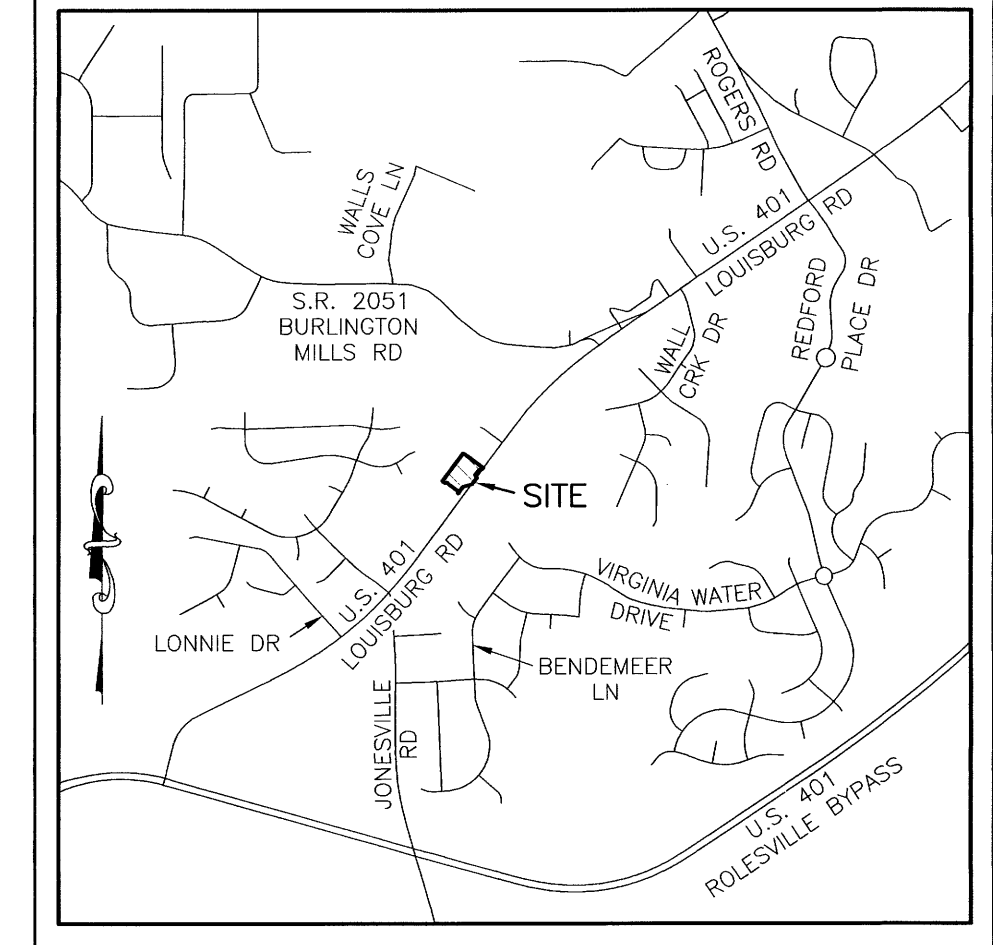 ROGERS RD
WALLS
COVE LN
U.S. 401
LOUISBURG RD
S.R. 2051
BURLINGTON
MILLS RD
REDFORD
PLACE DR
WALL
CRK DR
SITE
U.S. 401
LOUISBURG RD
VIRGINIA WATER
DRIVE
LONNIE DR
BENDEMEER
LN
JONESVILLE
RD
U.S. 401
ROLESVILLE BYPASS